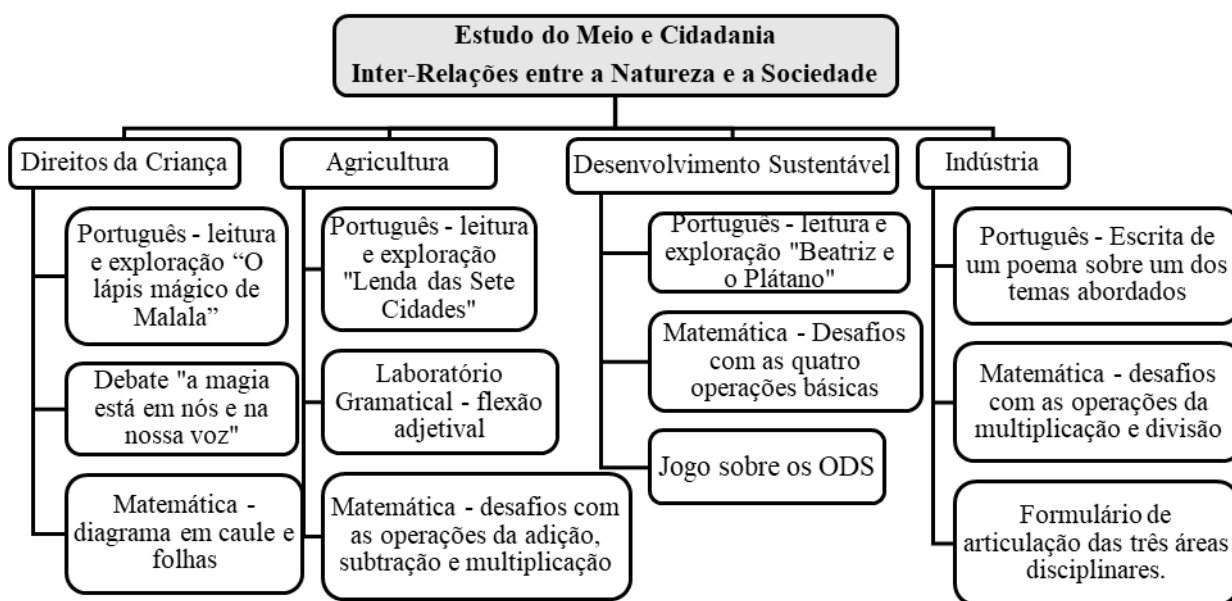 Estudo do Meio e Cidadania
Inter-Relações entre a Natureza e a Sociedade
Direitos da Criança
Português - leitura
e exploração “O
lápis mágico de
Malala”
Debate "a magia
está em nós e na
nossa voz"
Matemática -
diagrama em caule e
folhas
Agricultura
Português - leitura
e exploração
"Lenda das Sete
Cidades"
Laboratório
Gramatical - flexão
adjetival
Matemática - desafios com
as operações da adição,
subtração e multiplicação
Desenvolvimento Sustentável
Português - leitura e
exploração "Beatriz e
o Plátano"
Matemática - Desafios
com as quatro
operações básicas
Jogo sobre os ODS
Indústria
Português - Escrita de
um poema sobre um dos
temas abordados
Matemática - desafios
com as operações da
multiplicação e divisão
Formulário de
articulação das três áreas
disciplinares.